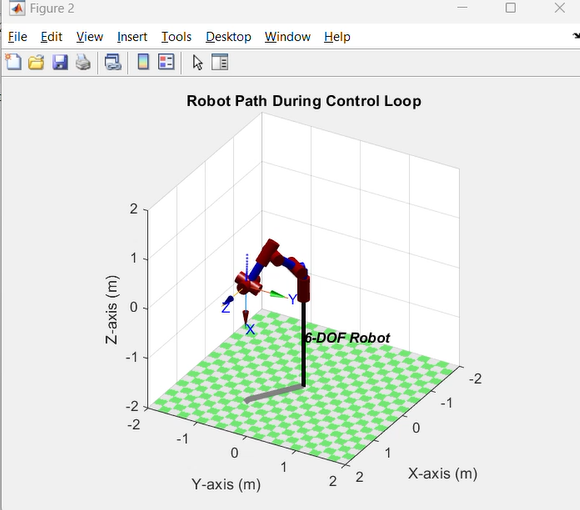 Figure 2
File Edit View Insert Tools Desktop Window Help
Robot Path During Control Loop
2
1
0
-1
-2
Z-axis (m)
Z
Y
X
6-DOF Robot
-2
-1
0
1
2
Y-axis (m)
2
1
0
-1
-2
X-axis (m)